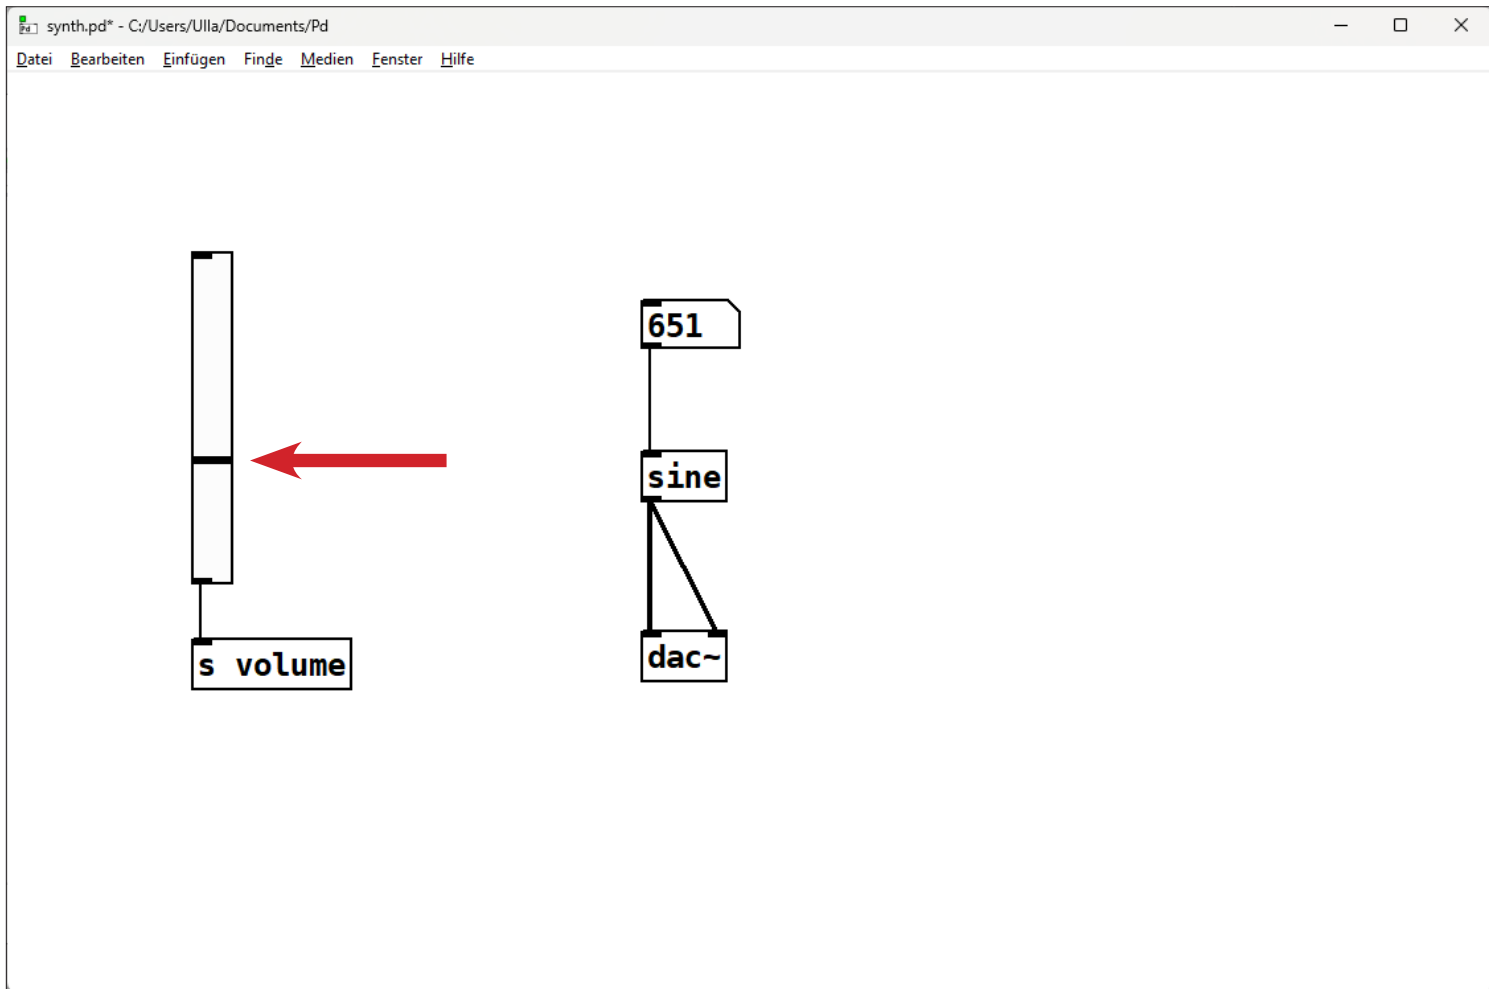 synth.pd* - C:/Users/Ulla/Documents/Pd
Datei Bearbeiten Einfügen Finde Medien Fenster Hilfe
651
sine
dac~
s volume